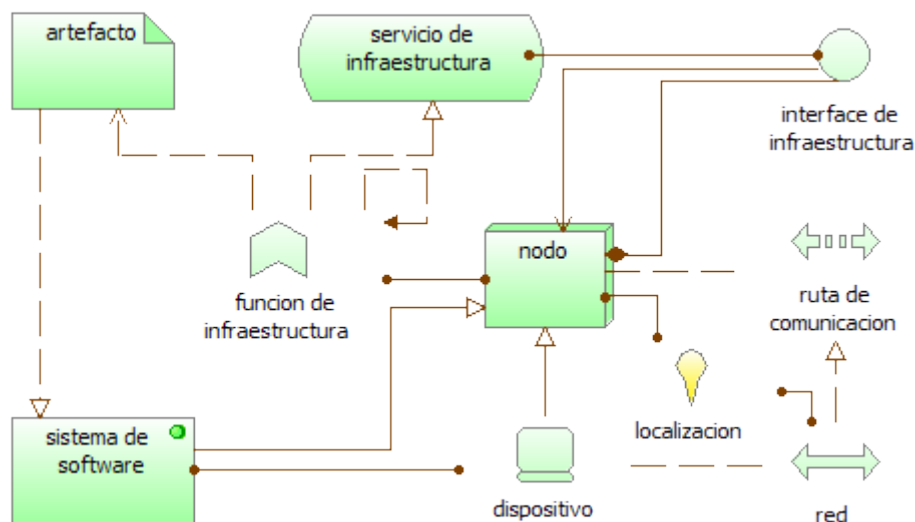 artefacto
servicio de
infraestructura
interface de
infraestructura
nodo
funcion de
infraestructura
ruta de
comunicacion
localizacion
sistema de
software
dispositivo
red